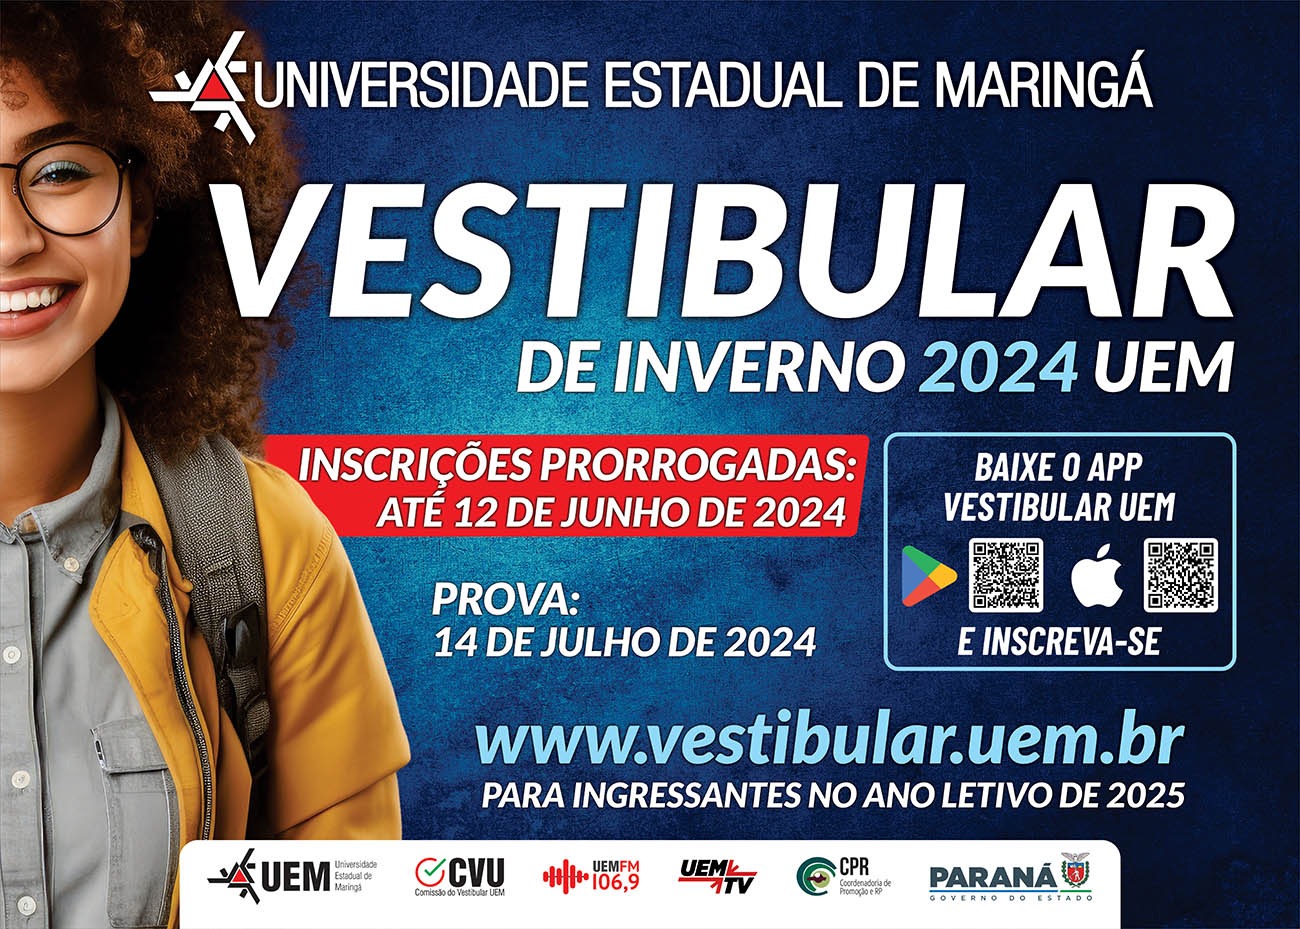 UNIVERSIDADE ESTADUAL DE MARINGÁ
VESTIBULAR
DE INVERNO 2024 UEM
INSCRIÇÕES PRORROGADAS:
ATÉ 12 DE JUNHO DE 2024
BAIXE O APP
VESTIBULAR UEM
E INSCREVA-SE
PROVA:
14 DE JULHO DE 2024
www.vestibular.uem.br
PARA INGRESSANTES NO ANO LETIVO DE 2025
UEM
Universidade
Estadual de
Maringá
CVU
Comissão do Vestibular UEM
UEMFM
106,9
UEM
TV
CPR
Coordenadoria de
Promoção e RP
PARANÁ
GOVERNO DO ESTADO